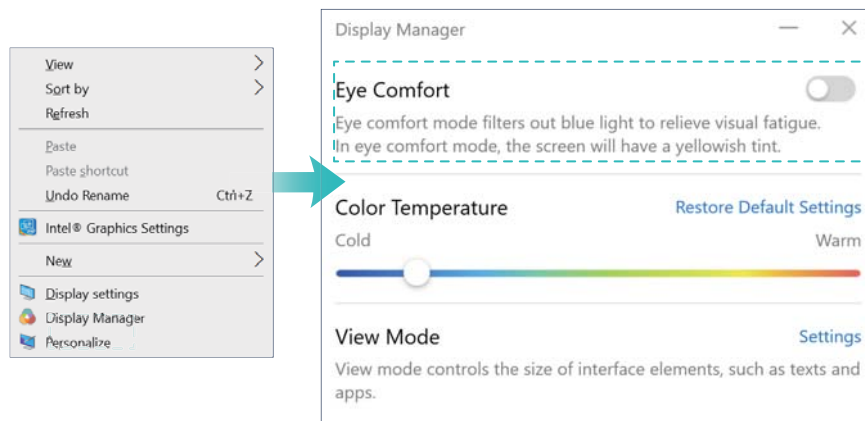 View
Sort by
Refresh
Paste
Paste shortcut
Undo Rename Ctrl+Z
Intel® Graphics Settings
New
Display settings
Display Manager
Personalize
Display Manager
Eye Comfort
Eye comfort mode filters out blue light to relieve visual fatigue.
In eye comfort mode, the screen will have a yellowish tint.
Color Temperature Restore Default Settings
Cold Warm
View Mode Settings
View mode controls the size of interface elements, such as texts and
apps.